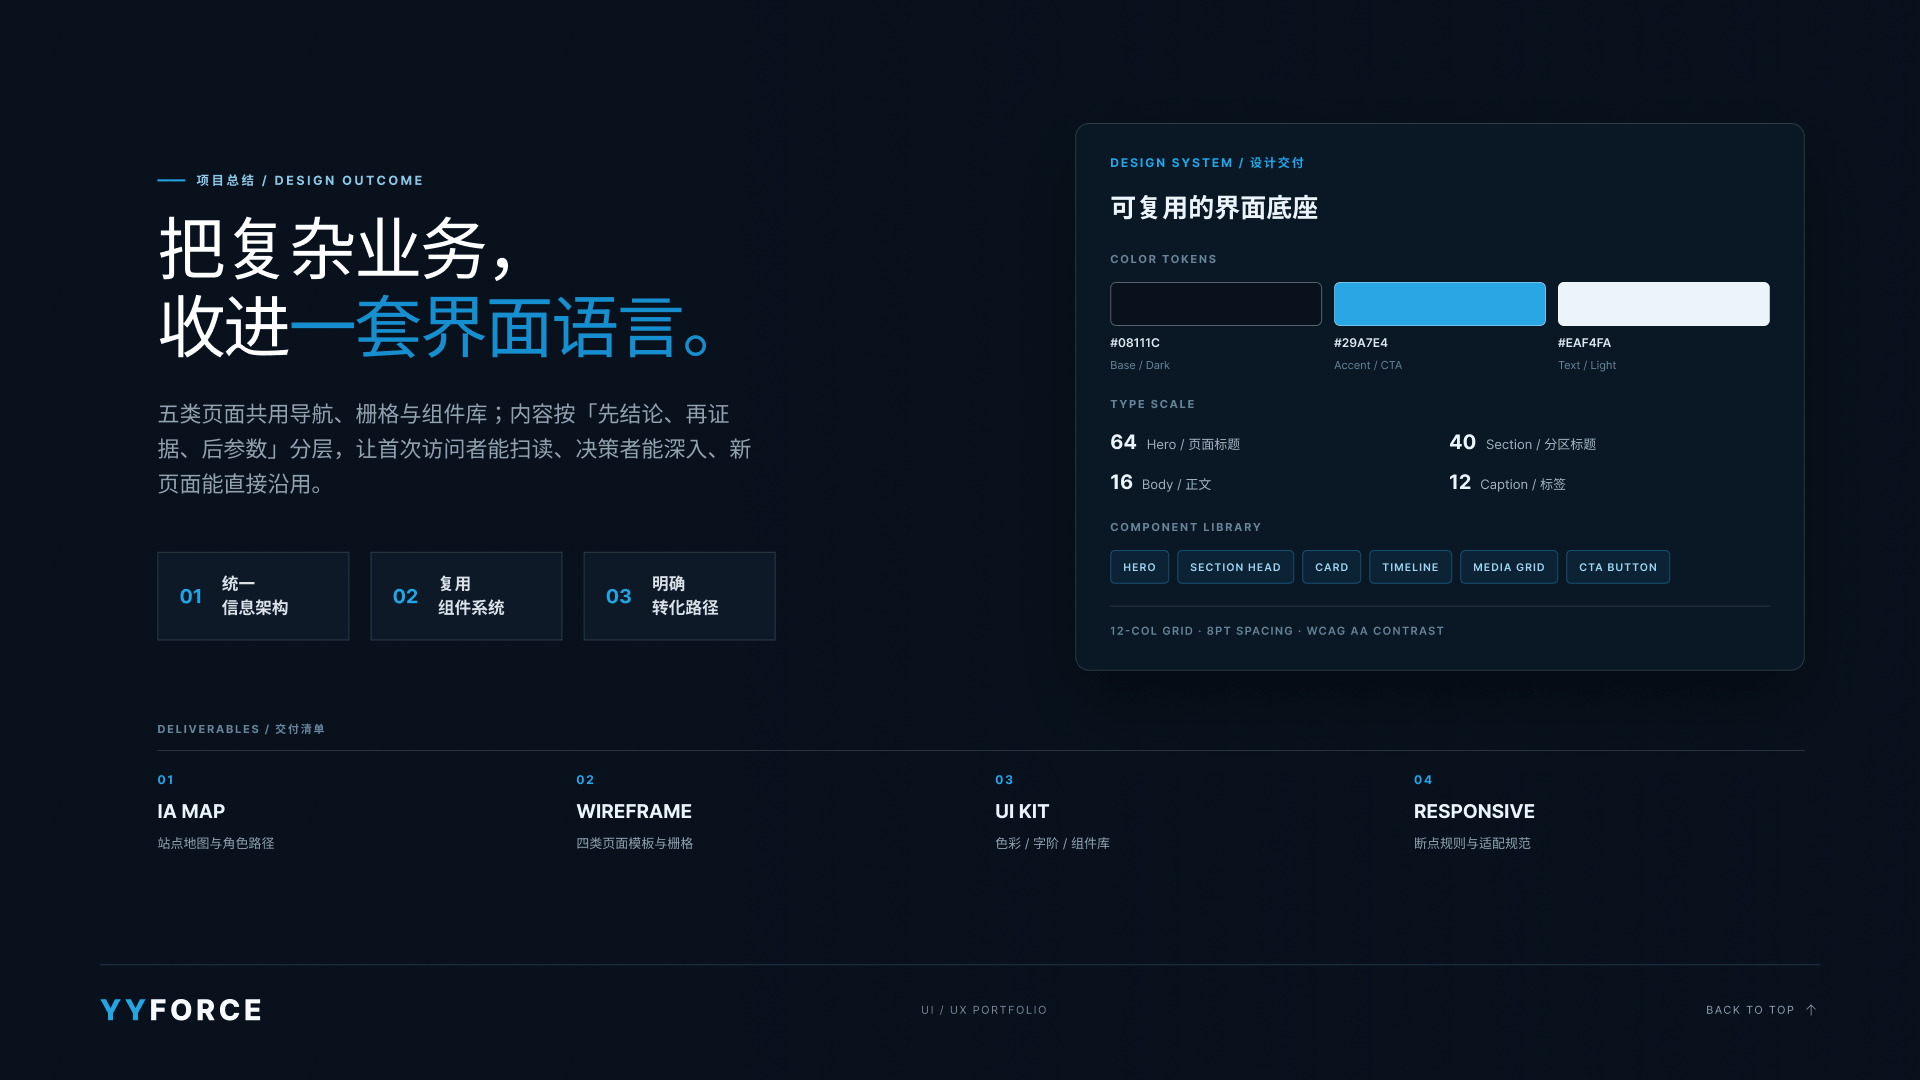 项目总结 / DESIGN OUTCOME
把复杂业务，
收进一套界面语言。
五类页面共用导航、栅格与组件库；内容按「先结论、再证
据、后参数」分层，让首次访问者能扫读、决策者能深入、新
页面能直接沿用。
01 统一
信息架构
02 复用
组件系统
03 明确
转化路径
DESIGN SYSTEM / 设计交付
可复用的界面底座
COLOR TOKENS
#08111C
Base / Dark
#29A7E4
Accent / CTA
#EAF4FA
Text / Light
TYPE SCALE
64 Hero / 页面标题
40 Section / 分区标题
16 Body / 正文
12 Caption / 标签
COMPONENT LIBRARY
HERO SECTION HEAD CARD TIMELINE MEDIA GRID CTA BUTTON
12-COL GRID · 8PT SPACING · WCAG AA CONTRAST
DELIVERABLES / 交付清单
01
IA MAP
站点地图与角色路径
02
WIREFRAME
四类页面模板与栅格
03
UI KIT
色彩 / 字阶 / 组件库
04
RESPONSIVE
断点规则与适配规范
YYFORCE
UI / UX PORTFOLIO
BACK TO TOP ↑